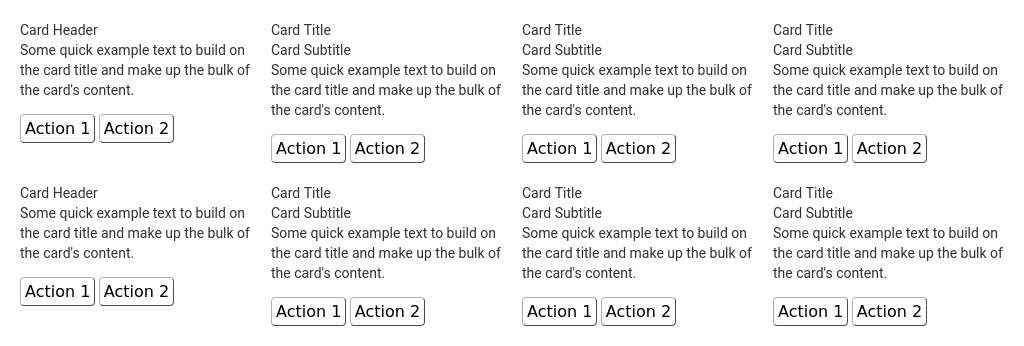 Card Header
Some quick example text to build on
the card title and make up the bulk of
the card's content.
Action 1 Action 2
Card Title
Card Subtitle
Some quick example text to build on
the card title and make up the bulk of
the card's content.
Action 1 Action 2
Card Title
Card Subtitle
Some quick example text to build on
the card title and make up the bulk of
the card's content.
Action 1 Action 2
Card Title
Card Subtitle
Some quick example text to build on
the card title and make up the bulk of
the card's content.
Action 1 Action 2
Card Header
Some quick example text to build on
the card title and make up the bulk of
the card's content.
Action 1 Action 2
Card Title
Card Subtitle
Some quick example text to build on
the card title and make up the bulk of
the card's content.
Action 1 Action 2
Card Title
Card Subtitle
Some quick example text to build on
the card title and make up the bulk of
the card's content.
Action 1 Action 2
Card Title
Card Subtitle
Some quick example text to build on
the card title and make up the bulk of
the card's content.
Action 1 Action 2